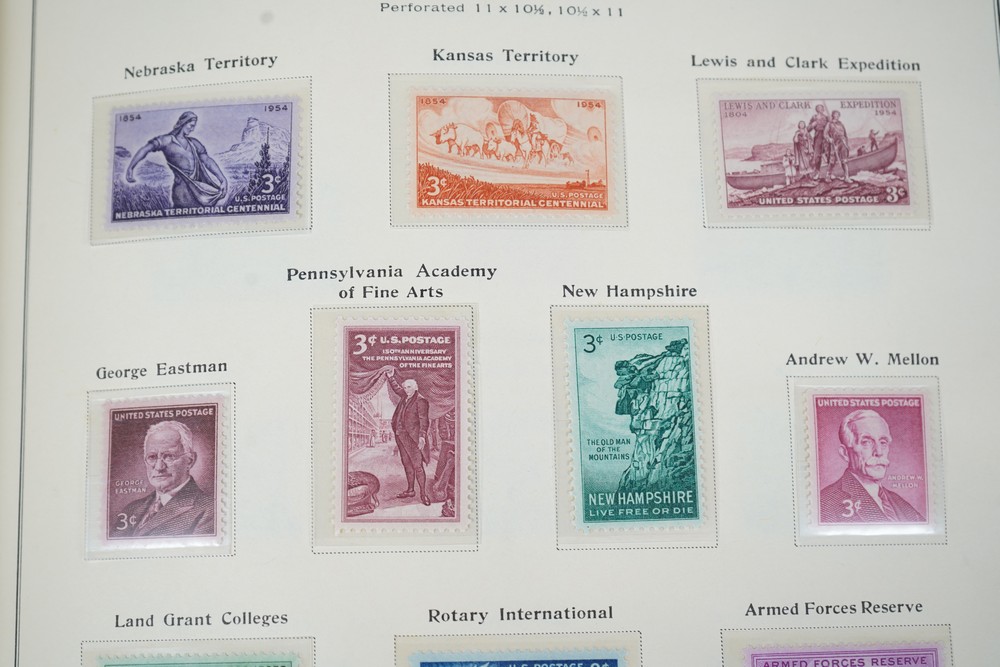 Perforated 11 x 10½, 10½ x 11
Nebraska Territory
Kansas Territory
Lewis and Clark Expedition
1854 1954
3¢
U.S. POSTAGE
NEBRASKA TERRITORIAL CENTENNIAL
1854 1954
3¢
U.S. POSTAGE
KANSAS TERRITORIAL CENTENNIAL
LEWIS AND CLARK EXPEDITION
1804 1954
UNITED STATES POSTAGE 3¢
Pennsylvania Academy
of Fine Arts
New Hampshire
George Eastman
Andrew W. Mellon
UNITED STATES POSTAGE
GEORGE
EASTMAN
3¢
3¢ U.S. POSTAGE
150TH ANNIVERSARY
THE PENNSYLVANIA ACADEMY
OF THE FINE ARTS
3¢ U·S·POSTAGE
THE OLD MAN
OF THE
MOUNTAINS
NEW HAMPSHIRE
LIVE FREE OR DIE
UNITED STATES POSTAGE
ANDREW W.
MELLON
3¢
Land Grant Colleges
Rotary International
Armed Forces Reserve
U.S. POSTAGE
ARMED FORCES RESERVE